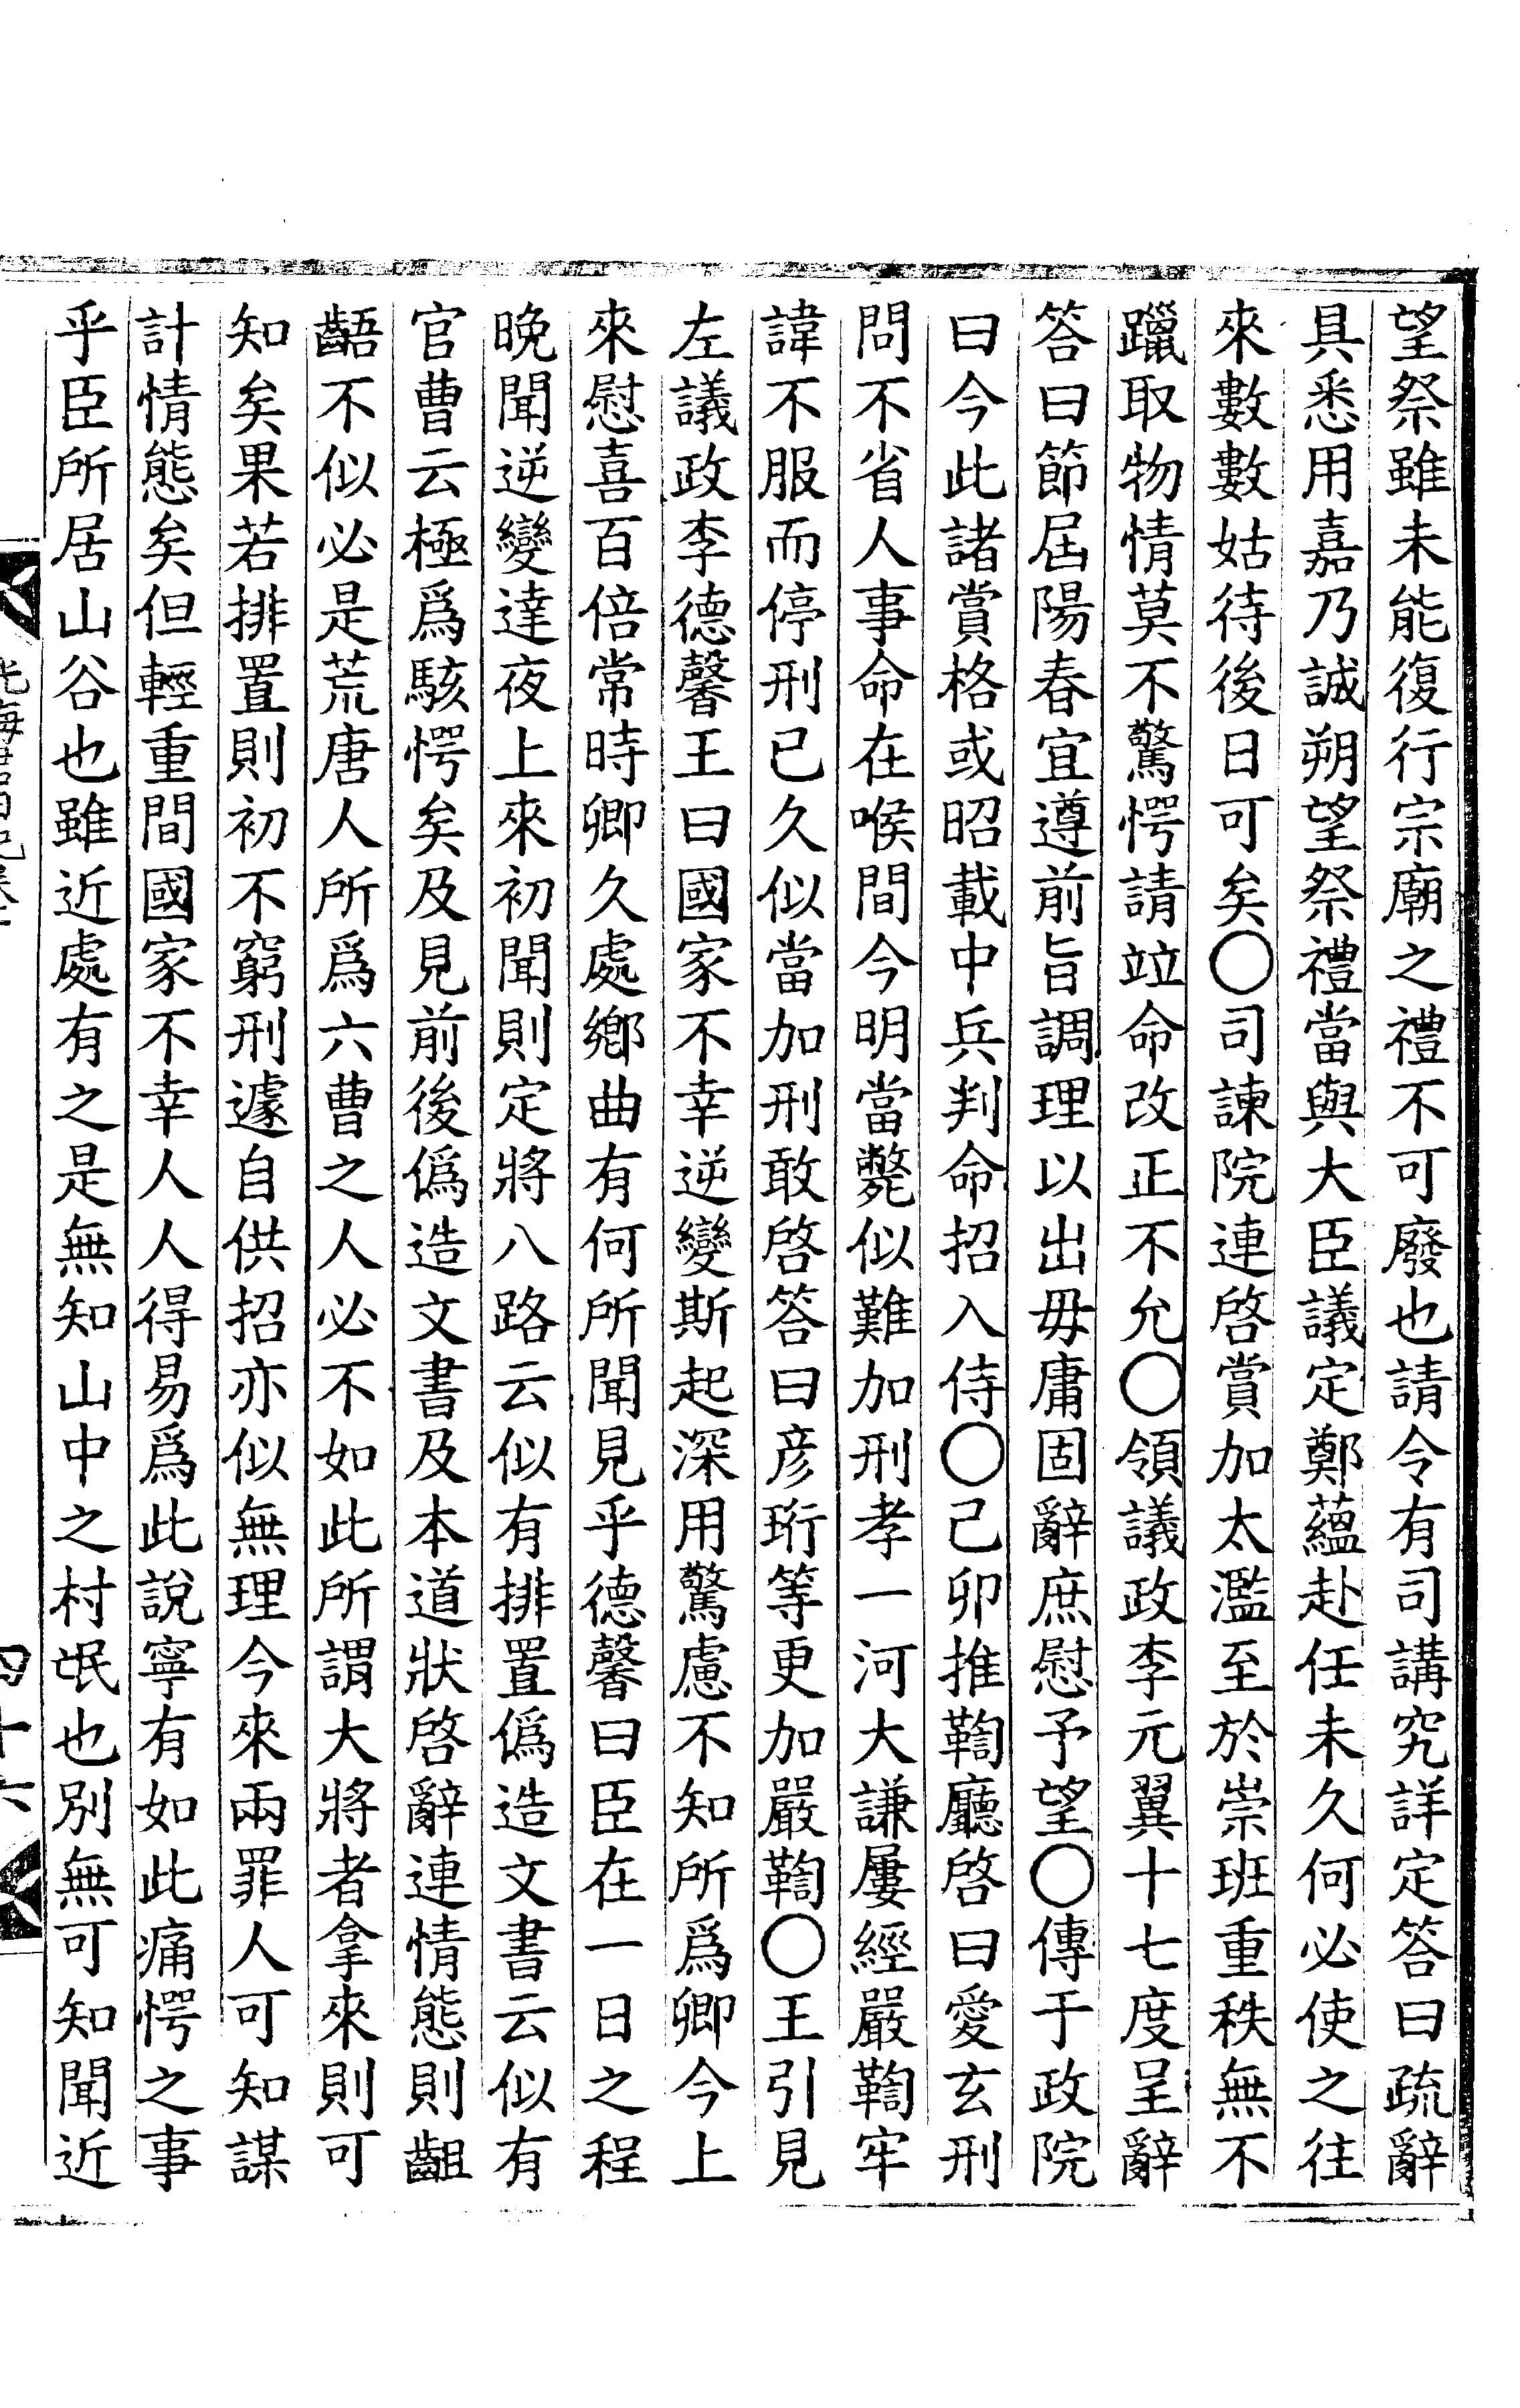 望祭雖未能復行宗廟之禮不可廢也請令有司講究詳定答曰疏辭
具悉用嘉乃誠朔望祭禮當與大臣議定鄭蘊赴任未久何必使之往
來數數姑待後日可矣〇司諫院連啓賞加太濫至於崇班重秩無不
躐取物情莫不驚愕請竝命改正不允〇領議政李元翼十七度呈辭
答曰節屆陽春宜遵前旨調理以出毋庸固辭庶慰予望〇傳于政院
曰今此諸賞格或昭載中兵判命招入侍〇己卯推鞫廳啓曰愛玄刑
問不省人事命在喉間今明當斃似難加刑孝一河大謙屢經嚴鞫牢
諱不服而停刑已久似當加刑敢啓答曰彦珩等更加嚴鞫〇王引見
左議政李德馨王曰國家不幸逆變斯起深用驚慮不知所爲卿今上
來慰喜百倍常時卿久處鄕曲有何所聞見乎德馨曰臣在一日之程
晩聞逆變達夜上來初聞則定將八路云似有排置僞造文書云似有
官曹云極爲駭愕矣及見前後僞造文書及本道狀啓辭連情態則齟
齬不似必是荒唐人所爲六曹之人必不如此所謂大將者拿來則可
知矣果若排置則初不窮刑遽自供招亦似無理今來兩罪人可知謀
計情態矣但輕重間國家不幸人人得易爲此說寧有如此痛愕之事
乎臣所居山谷也雖近處有之是無知山中之村氓也別無可知聞近
光海君日記卷
四十六